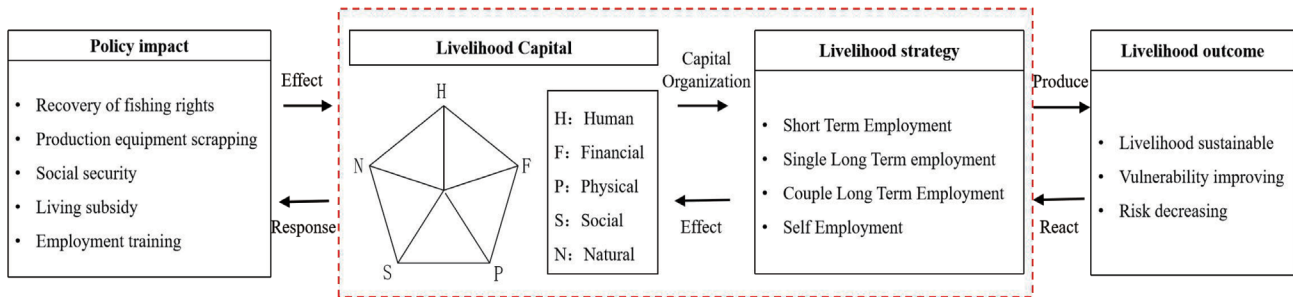 Policy impact
• Recovery of fishing rights
• Production equipment scrapping
• Social security
• Living subsidy
• Employment training
Effect
Response
Livelihood Capital
H
N
F
S
P
H: Human
F: Financial
P: Physical
S: Social
N: Natural
Capital
Organization
Effect
Livelihood strategy
• Short Term Employment
• Single Long Term employment
• Couple Long Term Employment
• Self Employment
Produce
React
Livelihood outcome
• Livelihood sustainable
• Vulnerability improving
• Risk decreasing